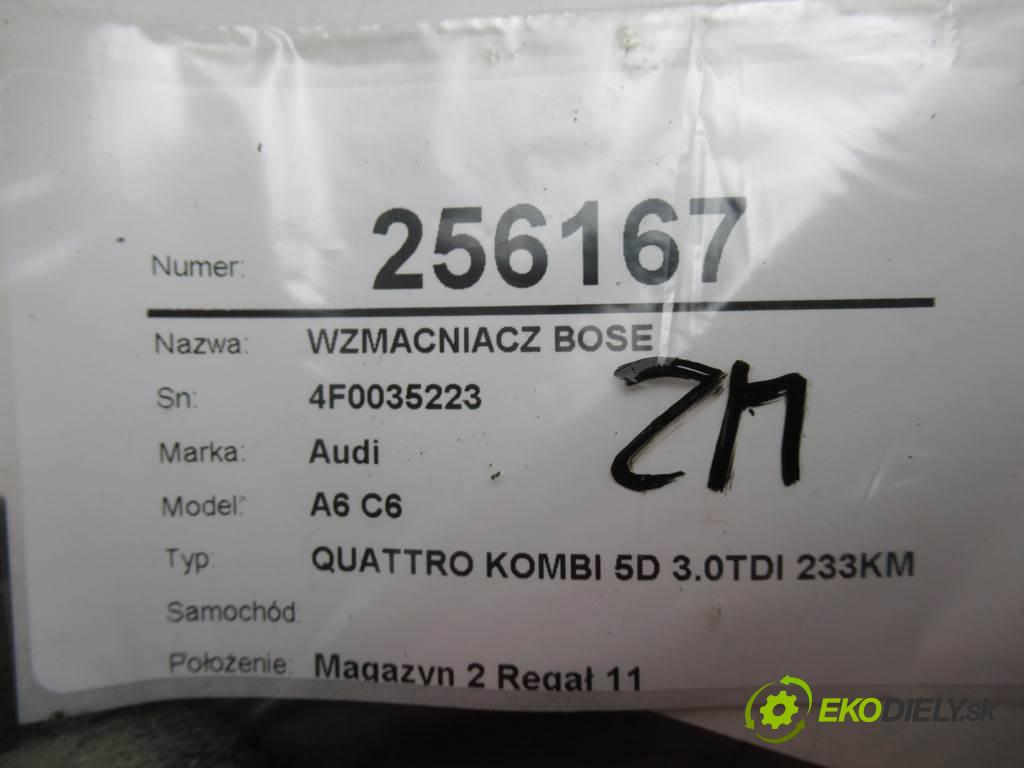 Numer: 256167
Nazwa: WZMACNIACZ BOSE
Sn: 4F0035223
Marka: Audi
Model: A6 C6
Typ: QUATTRO KOMBI 5D 3.0TDI 233KM
Samochód:
Położenie: Magazyn 2 Regał 11
ZM
EKODIELY.sk